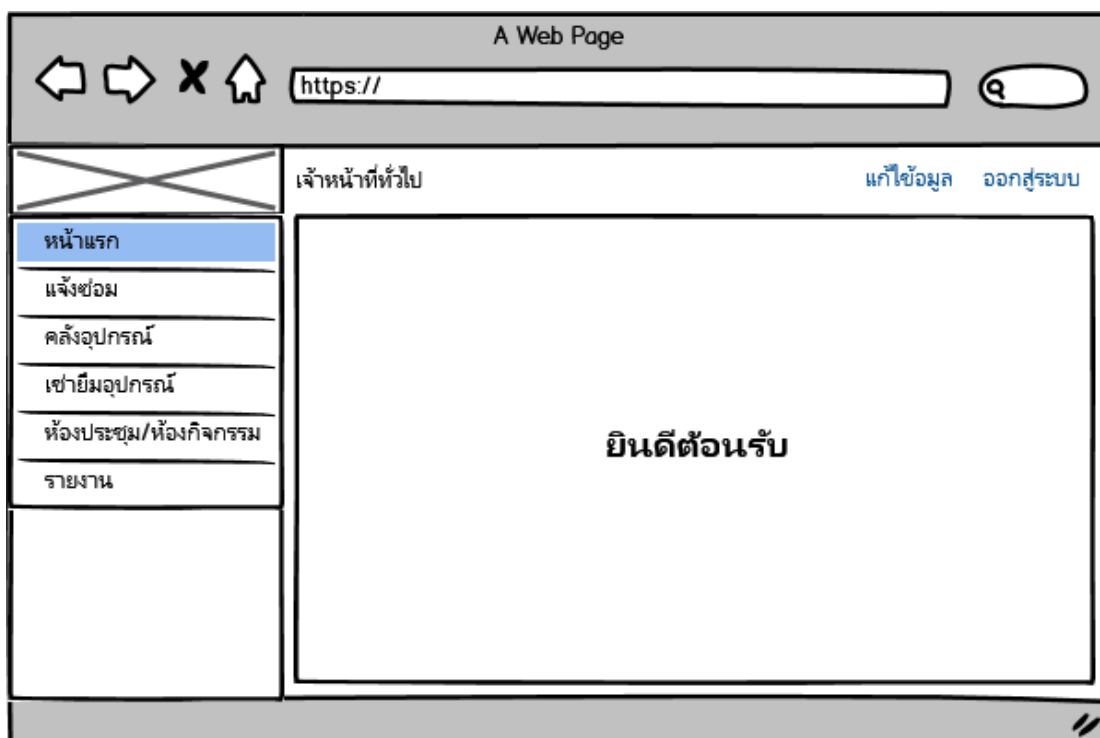 A Web Page
https://
เจ้าหน้าที่ทั่วไป
แก้ไข้อมูล
ออกสู่ระบบ
หน้าแรก
แจ้งซ่อม
คลังอุปกรณ์
เช่ายืมอุปกรณ์
ห้องประชุม/ห้องกิจกรรม
รายงาน
ยินดีต้อนรับ